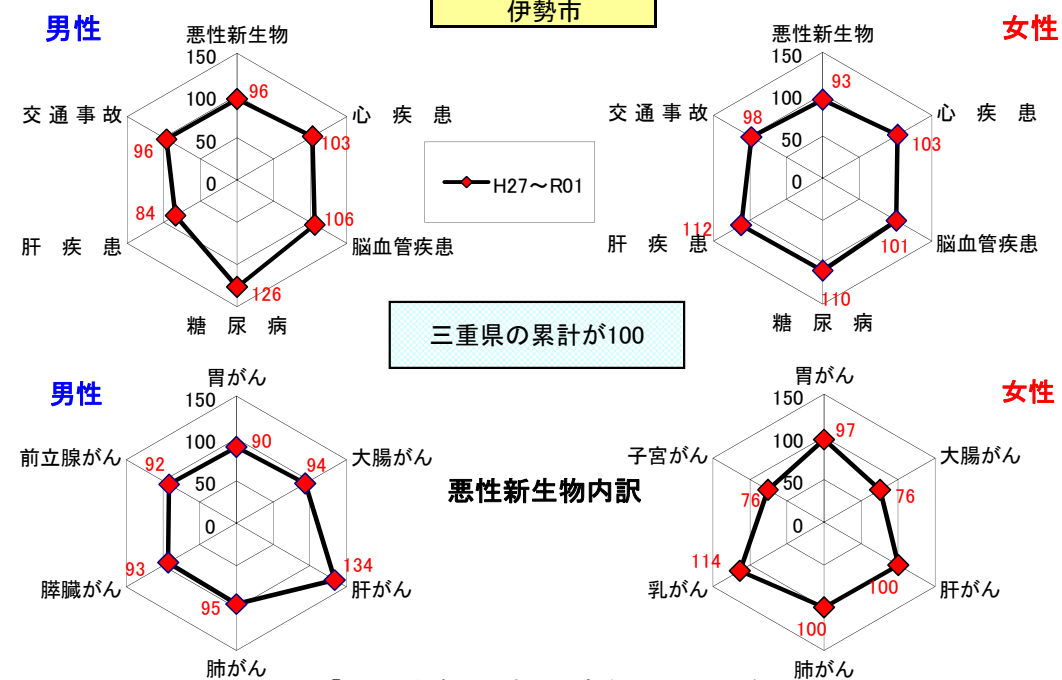 伊勢市
男性
悪性新生物
150
100
50
0
96
心 疾 患
103
脳血管疾患
106
糖 尿 病
126
肝 疾 患
84
交 通 事 故
96
H27～R01
女性
悪性新生物
150
100
50
0
93
心 疾 患
103
脳血管疾患
101
糖 尿 病
110
肝 疾 患
112
交 通 事 故
98
三重県の累計が100
男性
胃がん
150
100
50
0
90
大腸がん
94
肝がん
134
肺がん
95
膵臓がん
93
前立腺がん
92
悪性新生物内訳
女性
胃がん
150
100
50
0
97
大腸がん
76
肝がん
100
肺がん
100
乳がん
114
子宮がん
76